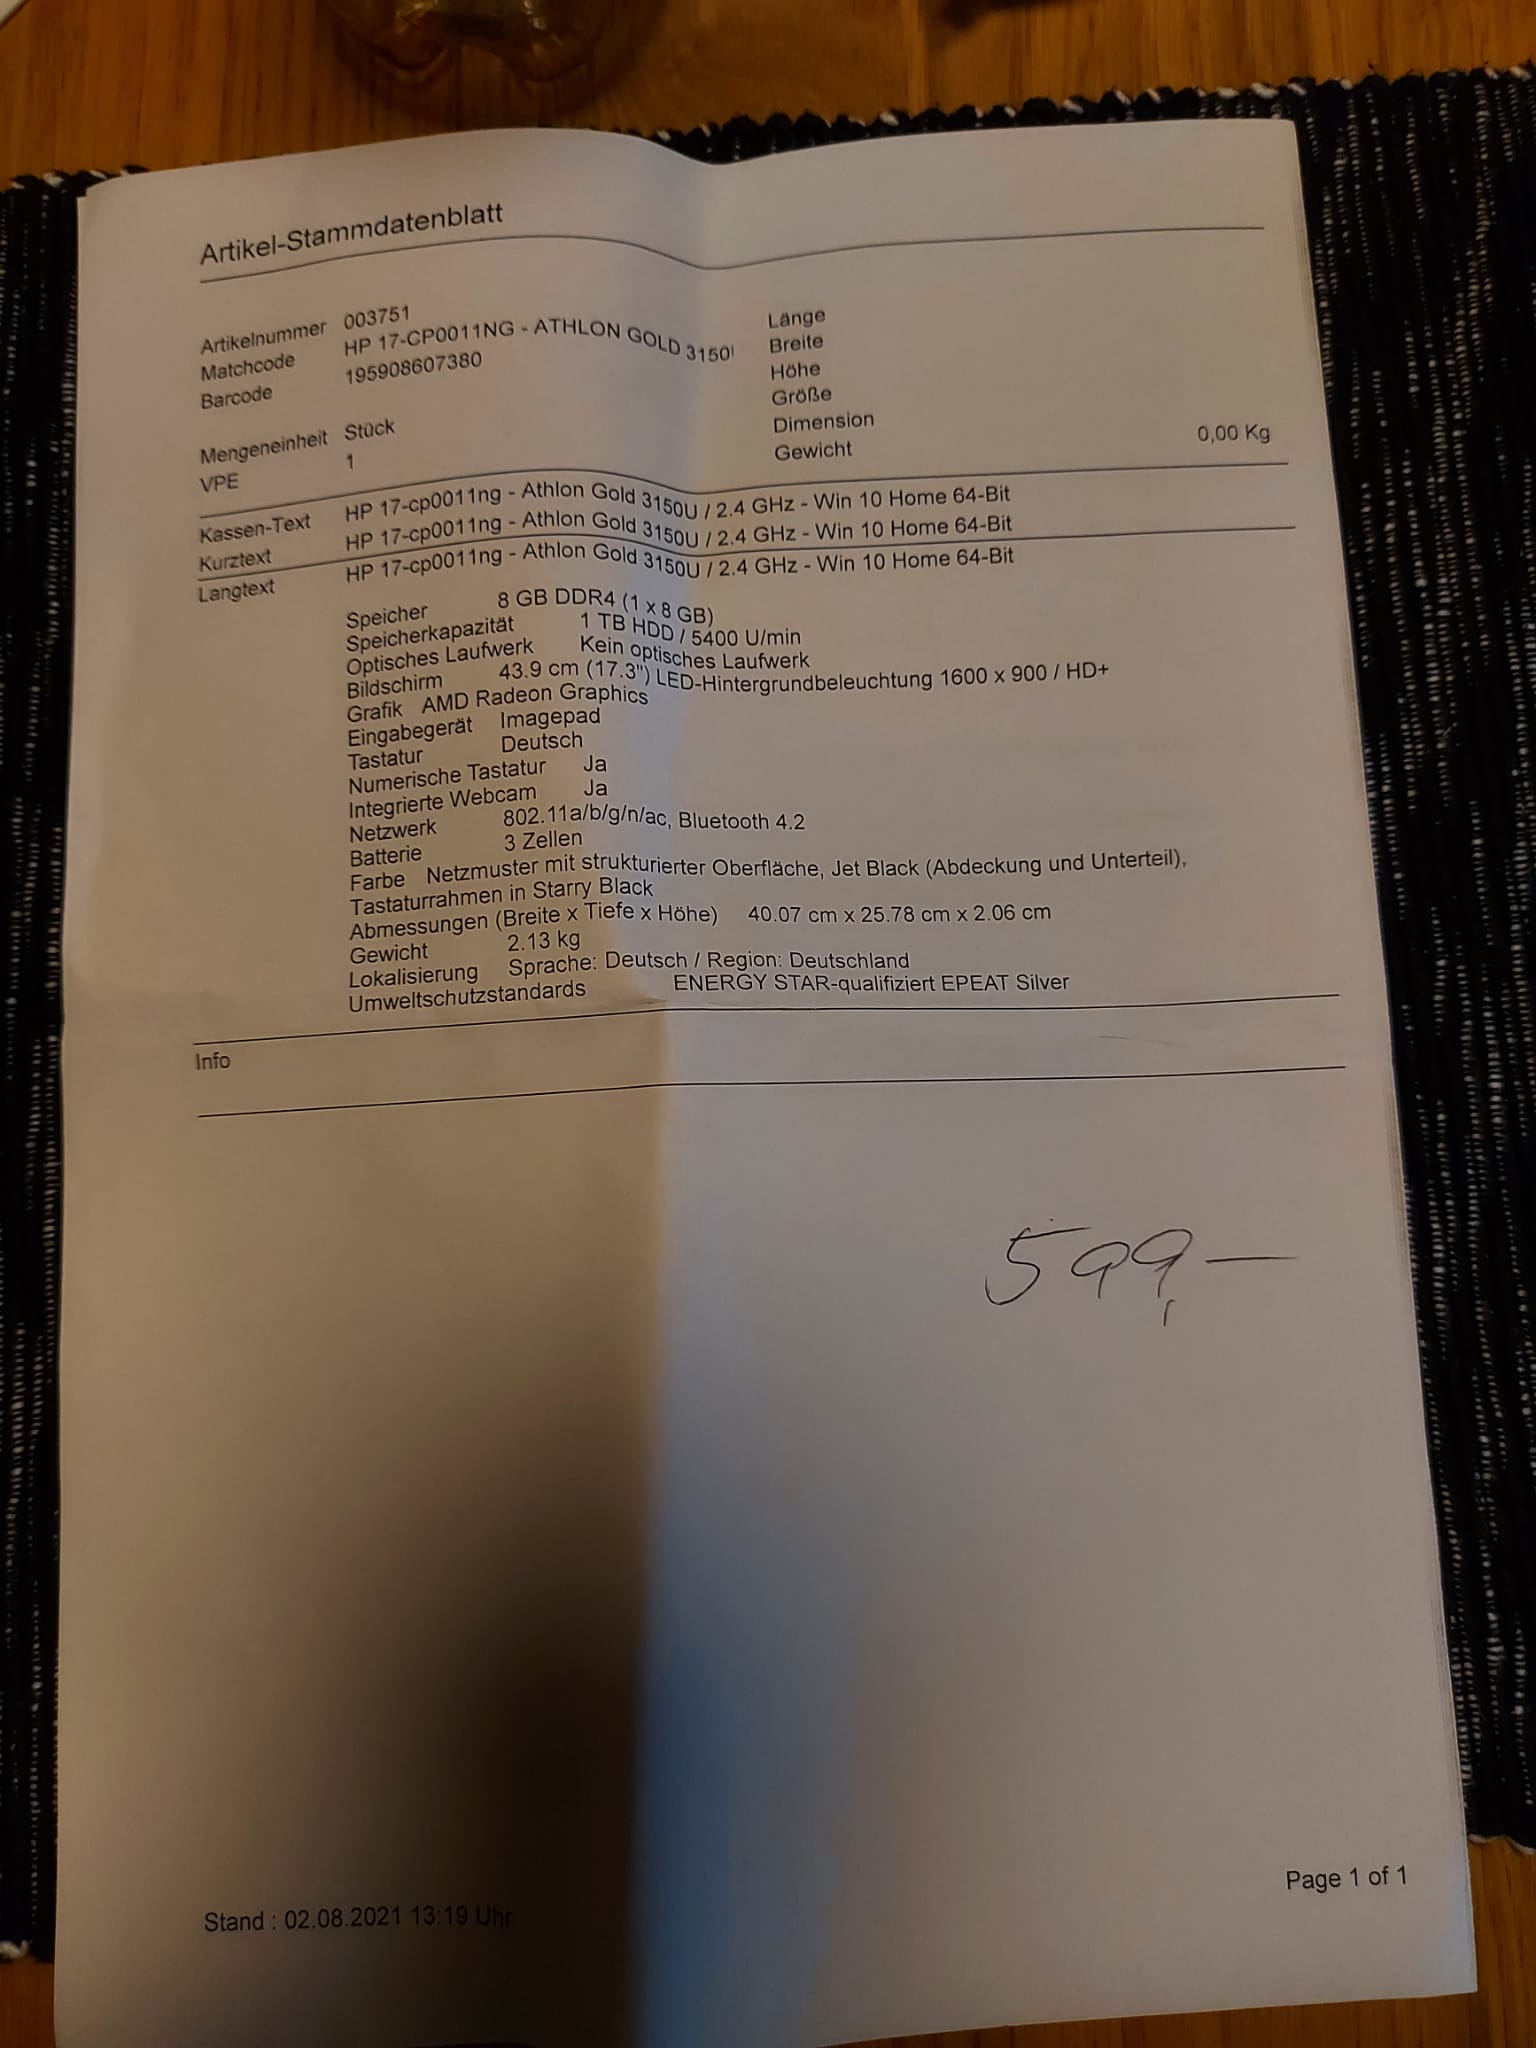 Artikel-Stammdatenblatt
Artikelnummer 003751
Matchcode HP 17-CP0011NG - ATHLON GOLD 3150
Barcode 195908607380
Mengeneinheit Stück
VPE 1
Länge
Breite
Höhe
Größe
Dimension
Gewicht 0,00 Kg
Kassen-Text HP 17-cp0011ng - Athlon Gold 3150U / 2.4 GHz - Win 10 Home 64-Bit
Kurztext HP 17-cp0011ng - Athlon Gold 3150U / 2.4 GHz - Win 10 Home 64-Bit
Langtext HP 17-cp0011ng - Athlon Gold 3150U / 2.4 GHz - Win 10 Home 64-Bit
Speicher 8 GB DDR4 (1 x 8 GB)
Speicherkapazität 1 TB HDD / 5400 U/min
Optisches Laufwerk Kein optisches Laufwerk
Bildschirm 43.9 cm (17.3") LED-Hintergrundbeleuchtung 1600 x 900 / HD+
Grafik AMD Radeon Graphics
Eingabegerät Imagepad
Tastatur Deutsch
Numerische Tastatur Ja
Integrierte Webcam Ja
Netzwerk 802.11a/b/g/n/ac, Bluetooth 4.2
Batterie 3 Zellen
Farbe Netzmuster mit strukturierter Oberfläche, Jet Black (Abdeckung und Unterteil),
Tastaturrahmen in Starry Black
Abmessungen (Breite x Tiefe x Höhe) 40.07 cm x 25.78 cm x 2.06 cm
Gewicht 2.13 kg
Lokalisierung Sprache: Deutsch / Region: Deutschland
Umweltschutzstandards ENERGY STAR-qualifiziert EPEAT Silver
Info
599,—
Page 1 of 1
Stand : 02.08.2021 13:19 Uhr